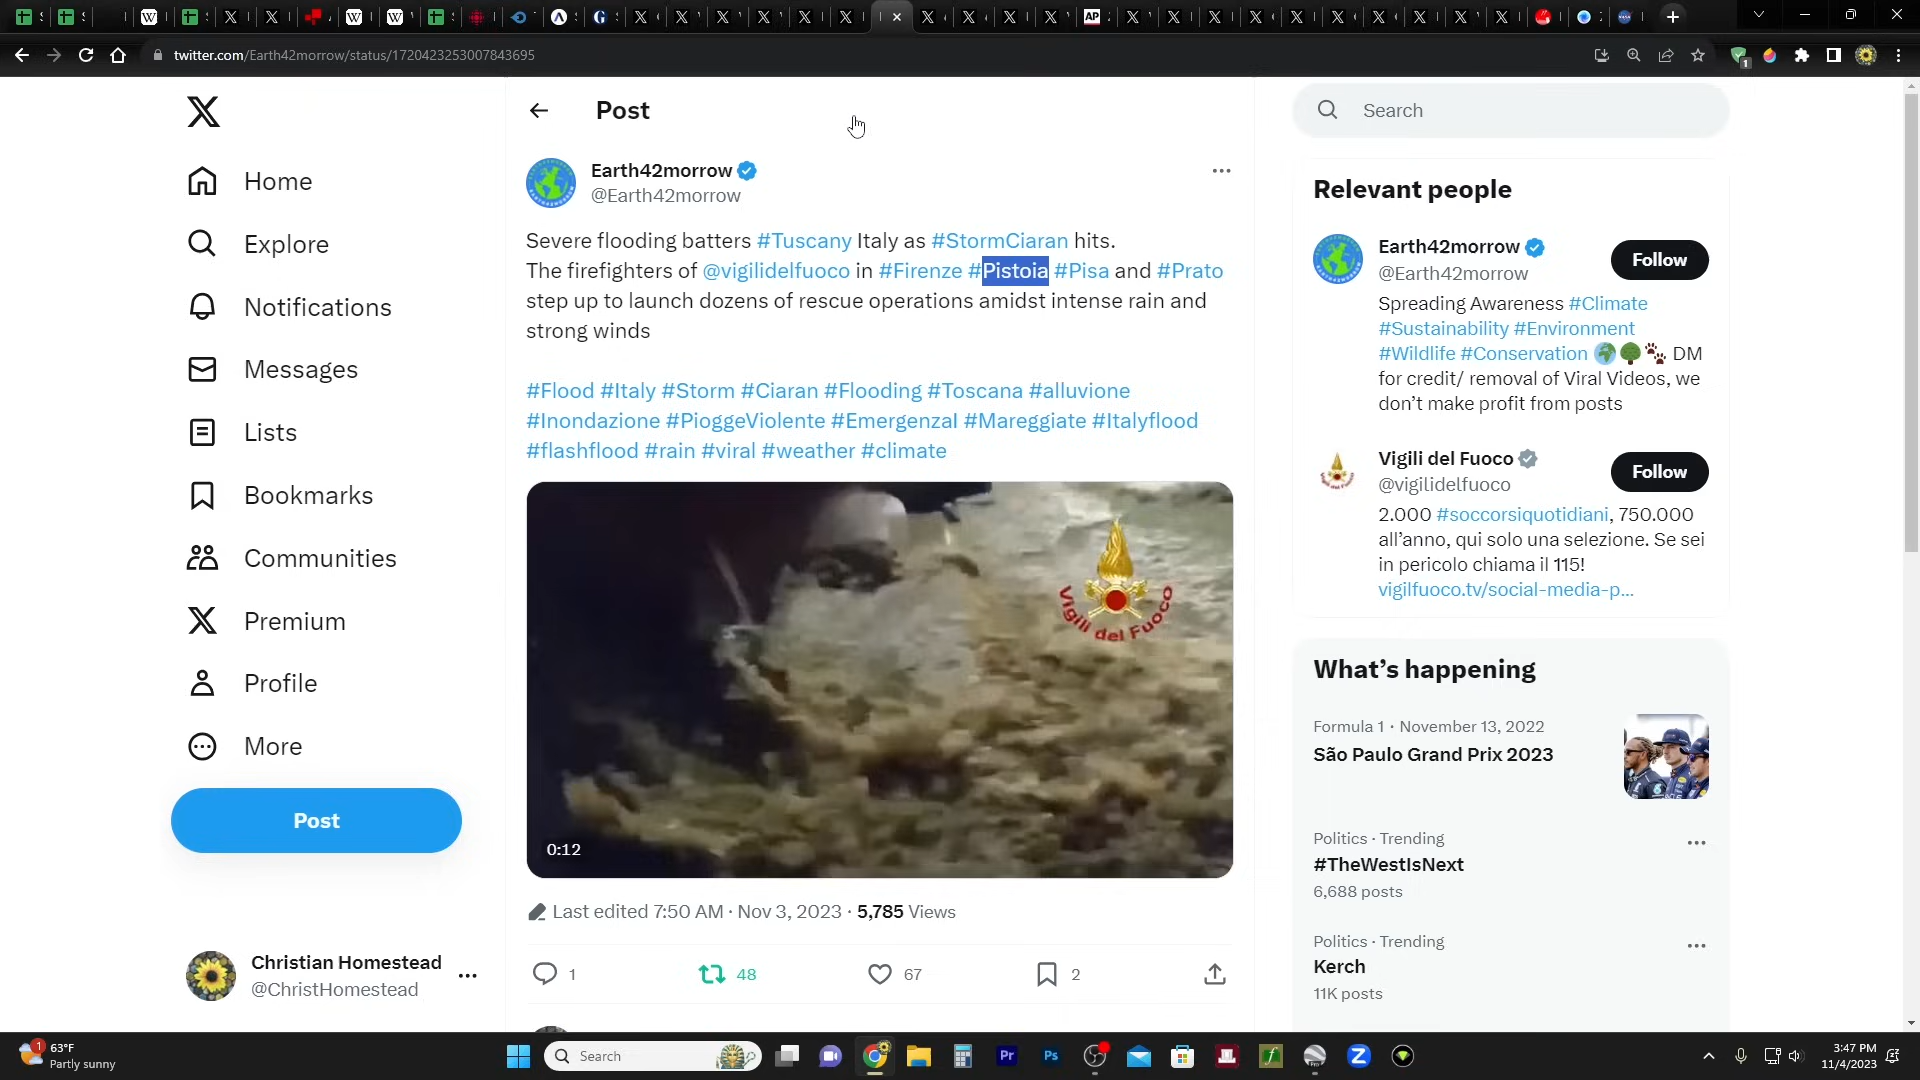 twitter.com/Earth42morrow/status/1720423253007843695
1
Post
Search
Home
Explore
Notifications
Messages
Lists
Bookmarks
Communities
Premium
Profile
More
Post
Christian Homestead
@ChristHomestead
Earth42morrow
@Earth42morrow
Severe flooding batters #Tuscany Italy as #StormCiaran hits.
The firefighters of @vigilidelfuoco in #Firenze #Pistoia #Pisa and #Prato
step up to launch dozens of rescue operations amidst intense rain and
strong winds
#Flood #Italy #Storm #Ciaran #Flooding #Toscana #alluvione
#Inondazione #PioggeViolente #EmergenzaI #Mareggiate #Italyflood
#flashflood #rain #viral #weather #climate
Vigili del Fuoco
0:12
Last edited 7:50 AM · Nov 3, 2023 · 5,785 Views
1 48 67 2
Relevant people
Earth42morrow
@Earth42morrow
Follow
Spreading Awareness #Climate
#Sustainability #Environment
#Wildlife #Conservation 🌍🌳🐾 DM
for credit/ removal of Viral Videos, we
don't make profit from posts
Vigili del Fuoco
@vigilidelfuoco
Follow
2.000 #soccorsiquotidiani, 750.000
all'anno, qui solo una selezione. Se sei
in pericolo chiama il 115!
vigilfuoco.tv/social-media-p...
What's happening
Formula 1 · November 13, 2022
São Paulo Grand Prix 2023
Politics · Trending
#TheWestIsNext
6,688 posts
Politics · Trending
Kerch
11K posts
1
63°F
Partly sunny
Search
Pr
Ps
3:47 PM
11/4/2023